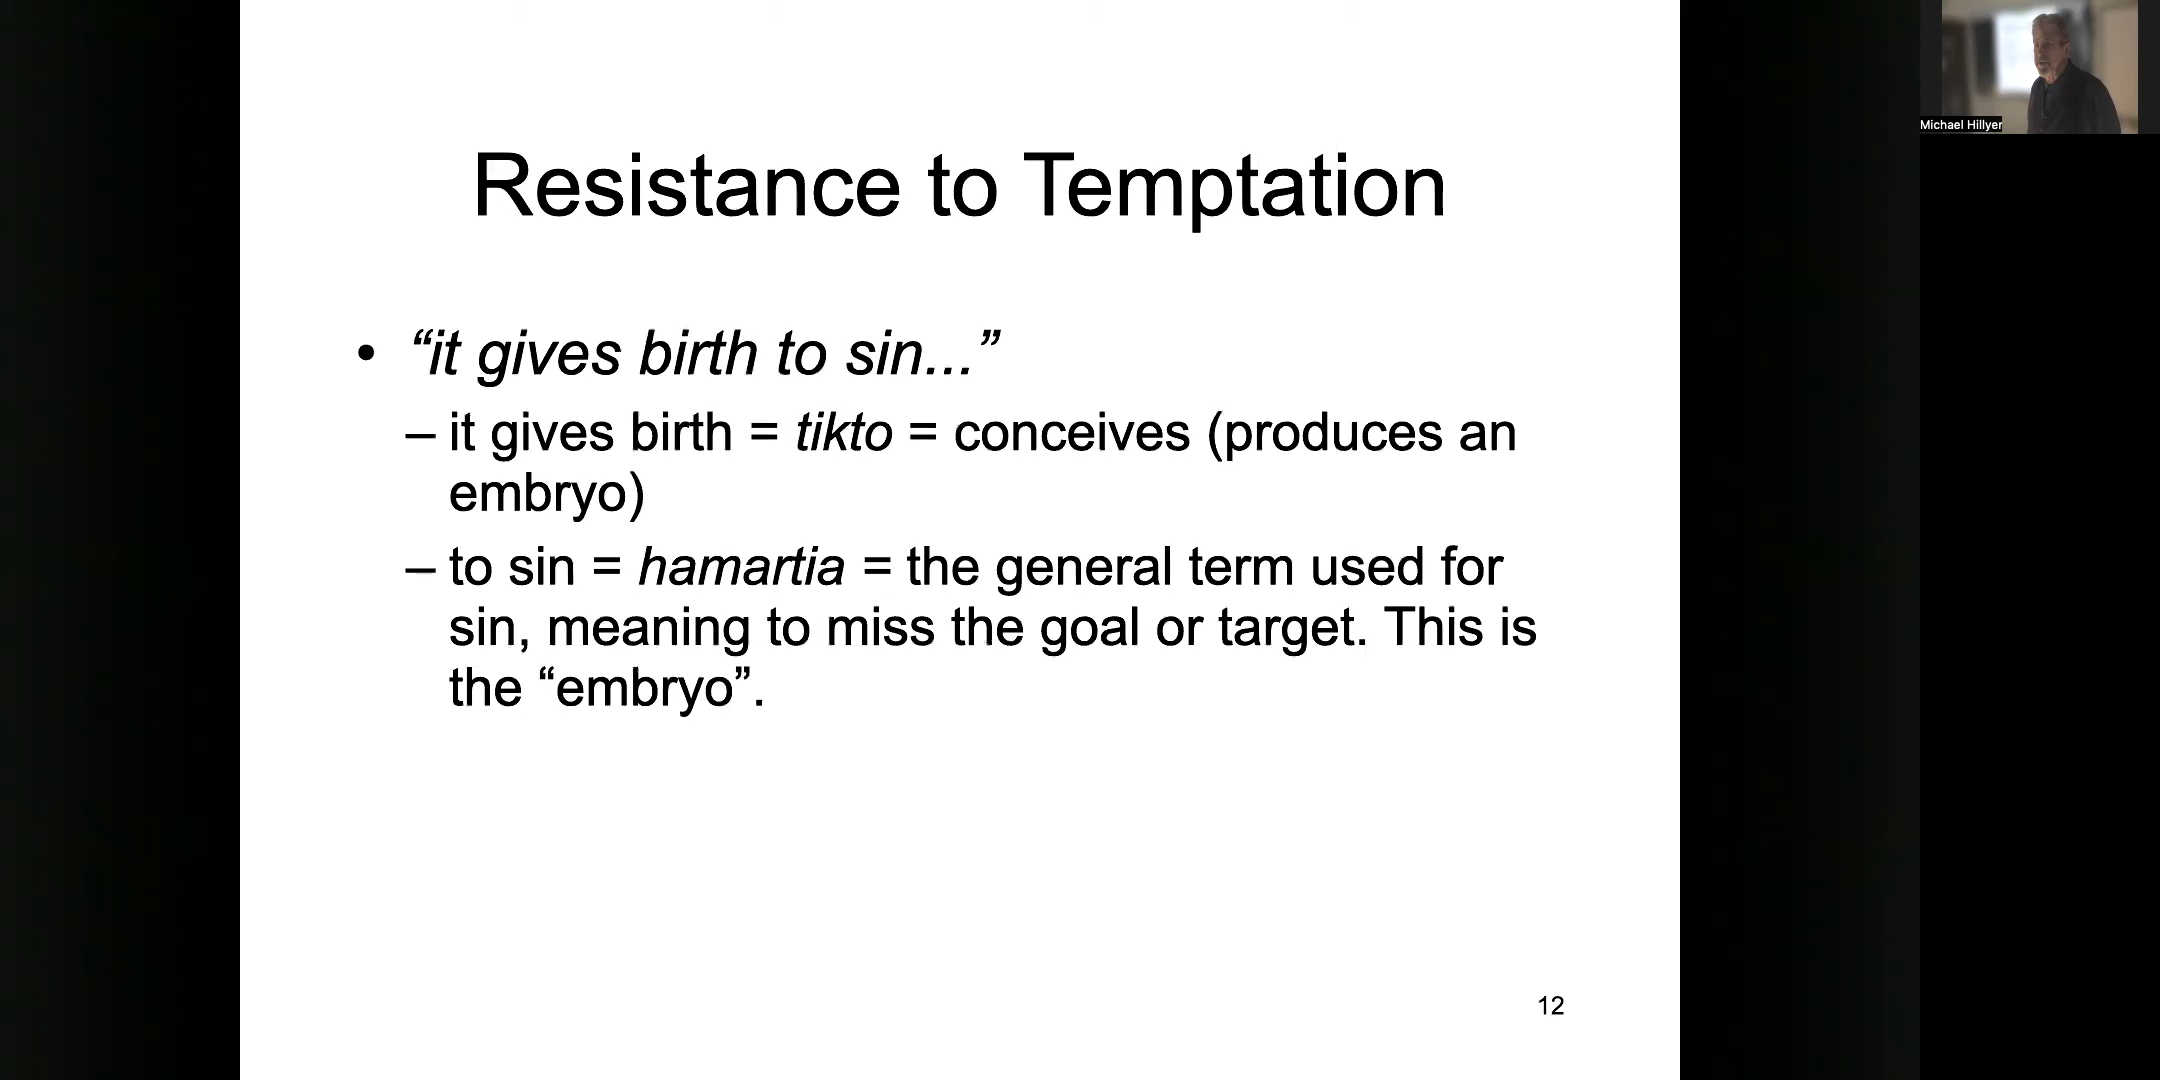 Michael Hillyer
Resistance to Temptation
• “it gives birth to sin...”
– it gives birth = tikto = conceives (produces an
embryo)
– to sin = hamartia = the general term used for
sin, meaning to miss the goal or target. This is
the “embryo”.
12